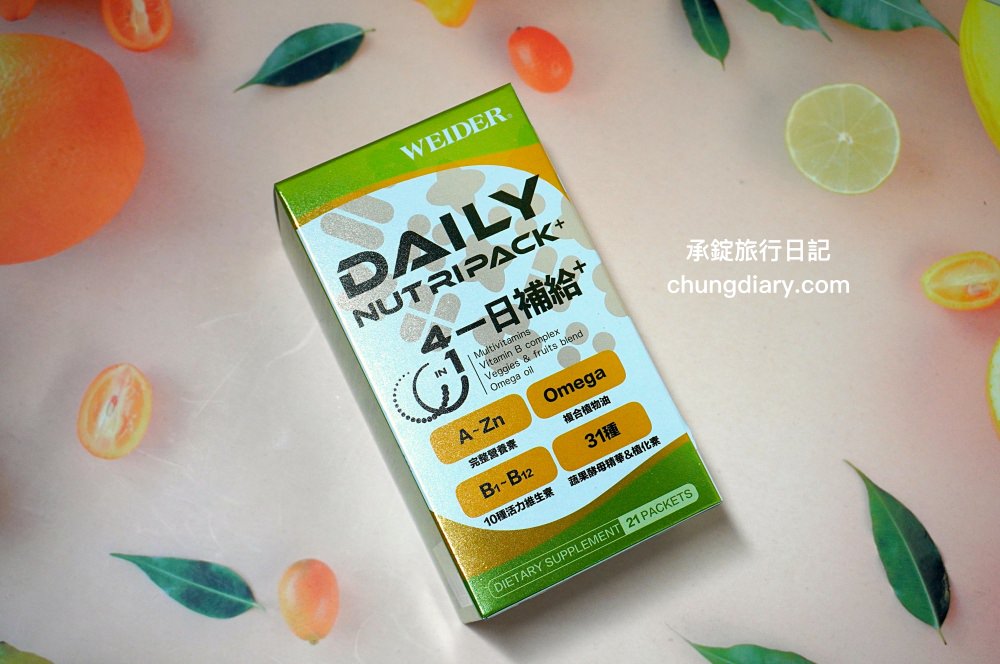 WEIDER®
DAILY
NUTRIPACK+
一日補給+
4 IN 1
Multivitamins
Vitamin B complex
Veggies & fruits blend
Omega oil
A~Zn
完整營養素
Omega
複合植物油
B1~B12
10種活力維生素
31種
蔬果酵母精華&植化素
DIETARY SUPPLEMENT 21 PACKETS
承錠旅行日記
chungdiary.com